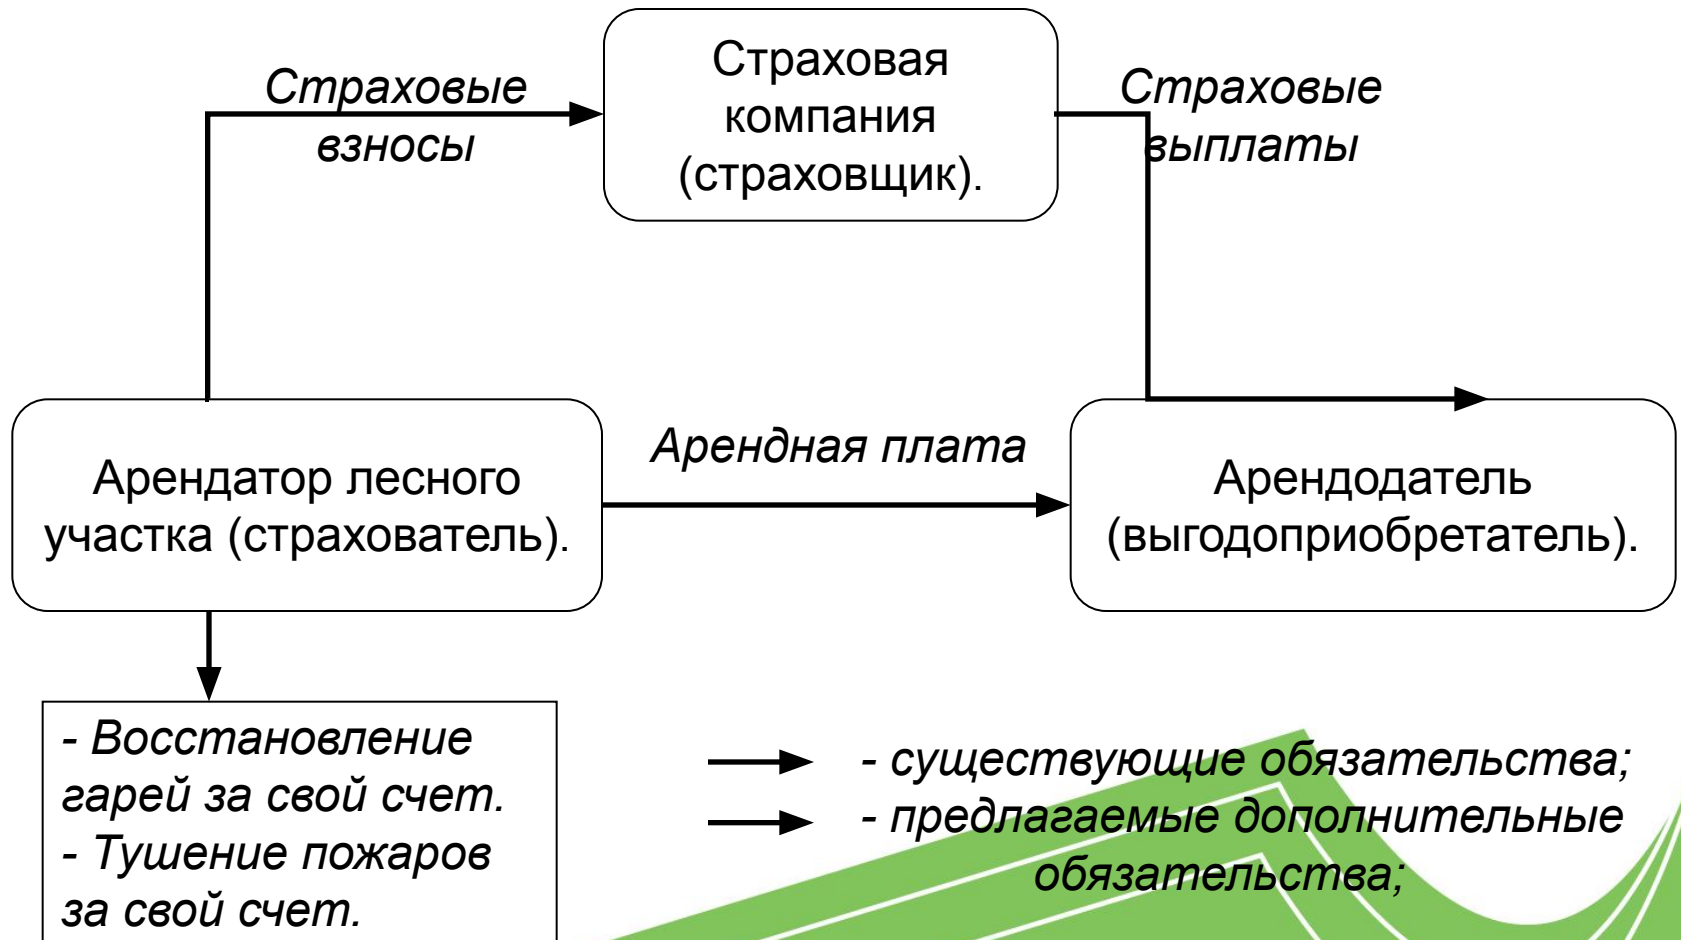 Страховые
взносы
Страховая
компания
(страховщик).
Страховые
выплаты
Арендатор лесного
участка (страхователь).
Арендная плата
Арендодатель
(выгодоприобретатель).
- Восстановление
гарей за свой счет.
- Тушение пожаров
за свой счет.
- существующие обязательства;
- предлагаемые дополнительные
обязательства;